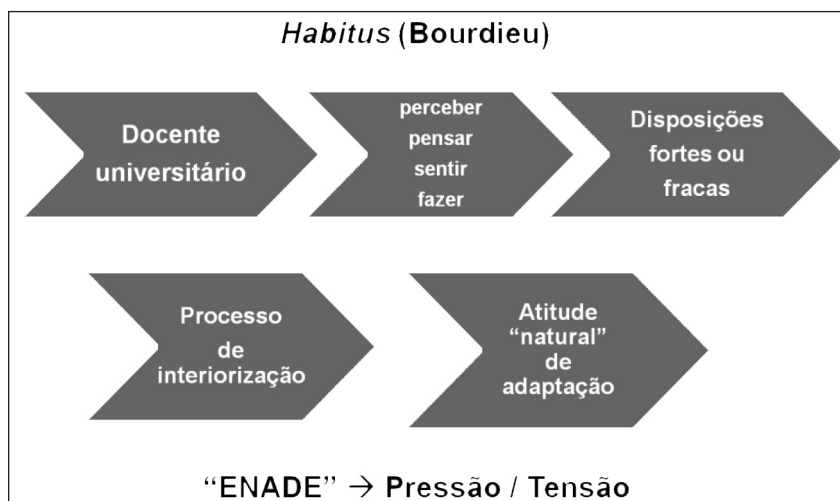 Habitus (Bourdieu)
Docente
universitário
perceber
pensar
sentir
fazer
Disposições
fortes ou
fracas
Processo
de
interiorização
Atitude
“natural”
de
adaptação
“ENADE” → Pressão / Tensão